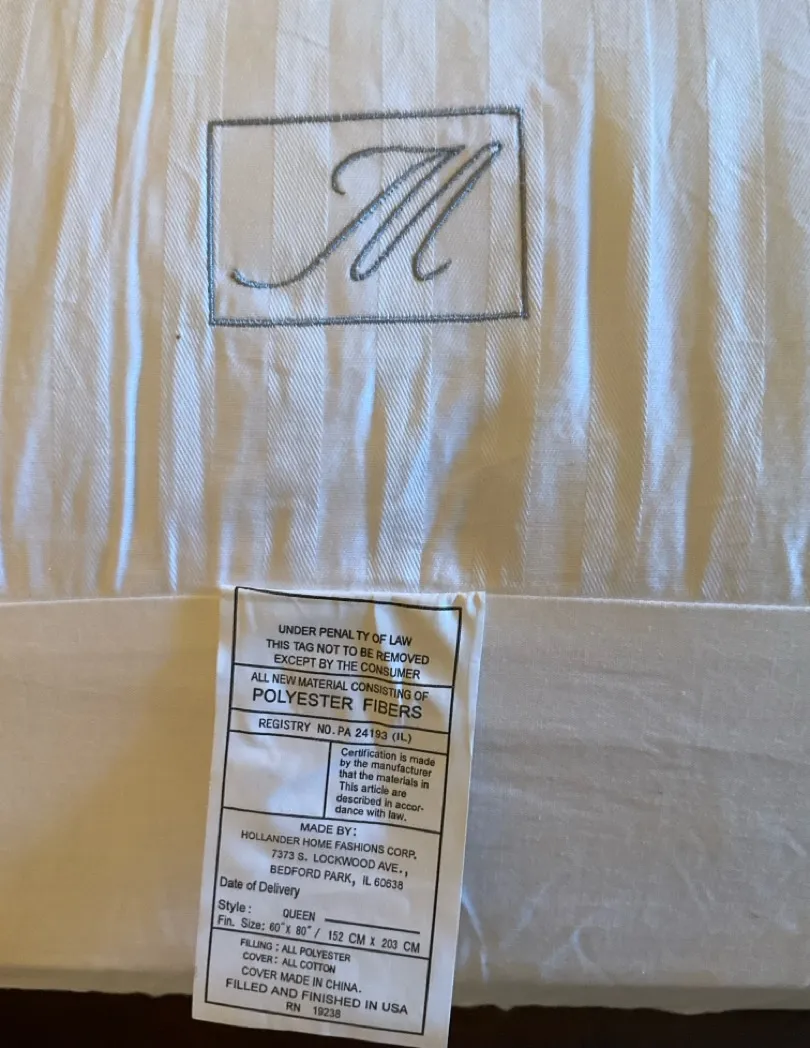 M
UNDER PENALTY OF LAW
THIS TAG NOT TO BE REMOVED
EXCEPT BY THE CONSUMER
ALL NEW MATERIAL CONSISTING OF
POLYESTER FIBERS
REGISTRY NO. PA 24193 (IL)
Certification is made
by the manufacturer
that the materials in
This article are
described in accor-
dance with law.
MADE BY:
HOLLANDER HOME FASHIONS CORP.
7373 S. LOCKWOOD AVE.,
BEDFORD PARK, IL 60638
Date of Delivery
Style: QUEEN
Fin. Size: 60"X 80" / 152 CM X 203 CM
FILLING : ALL POLYESTER
COVER: ALL COTTON
COVER MADE IN CHINA.
FILLED AND FINISHED IN USA
RN 19238